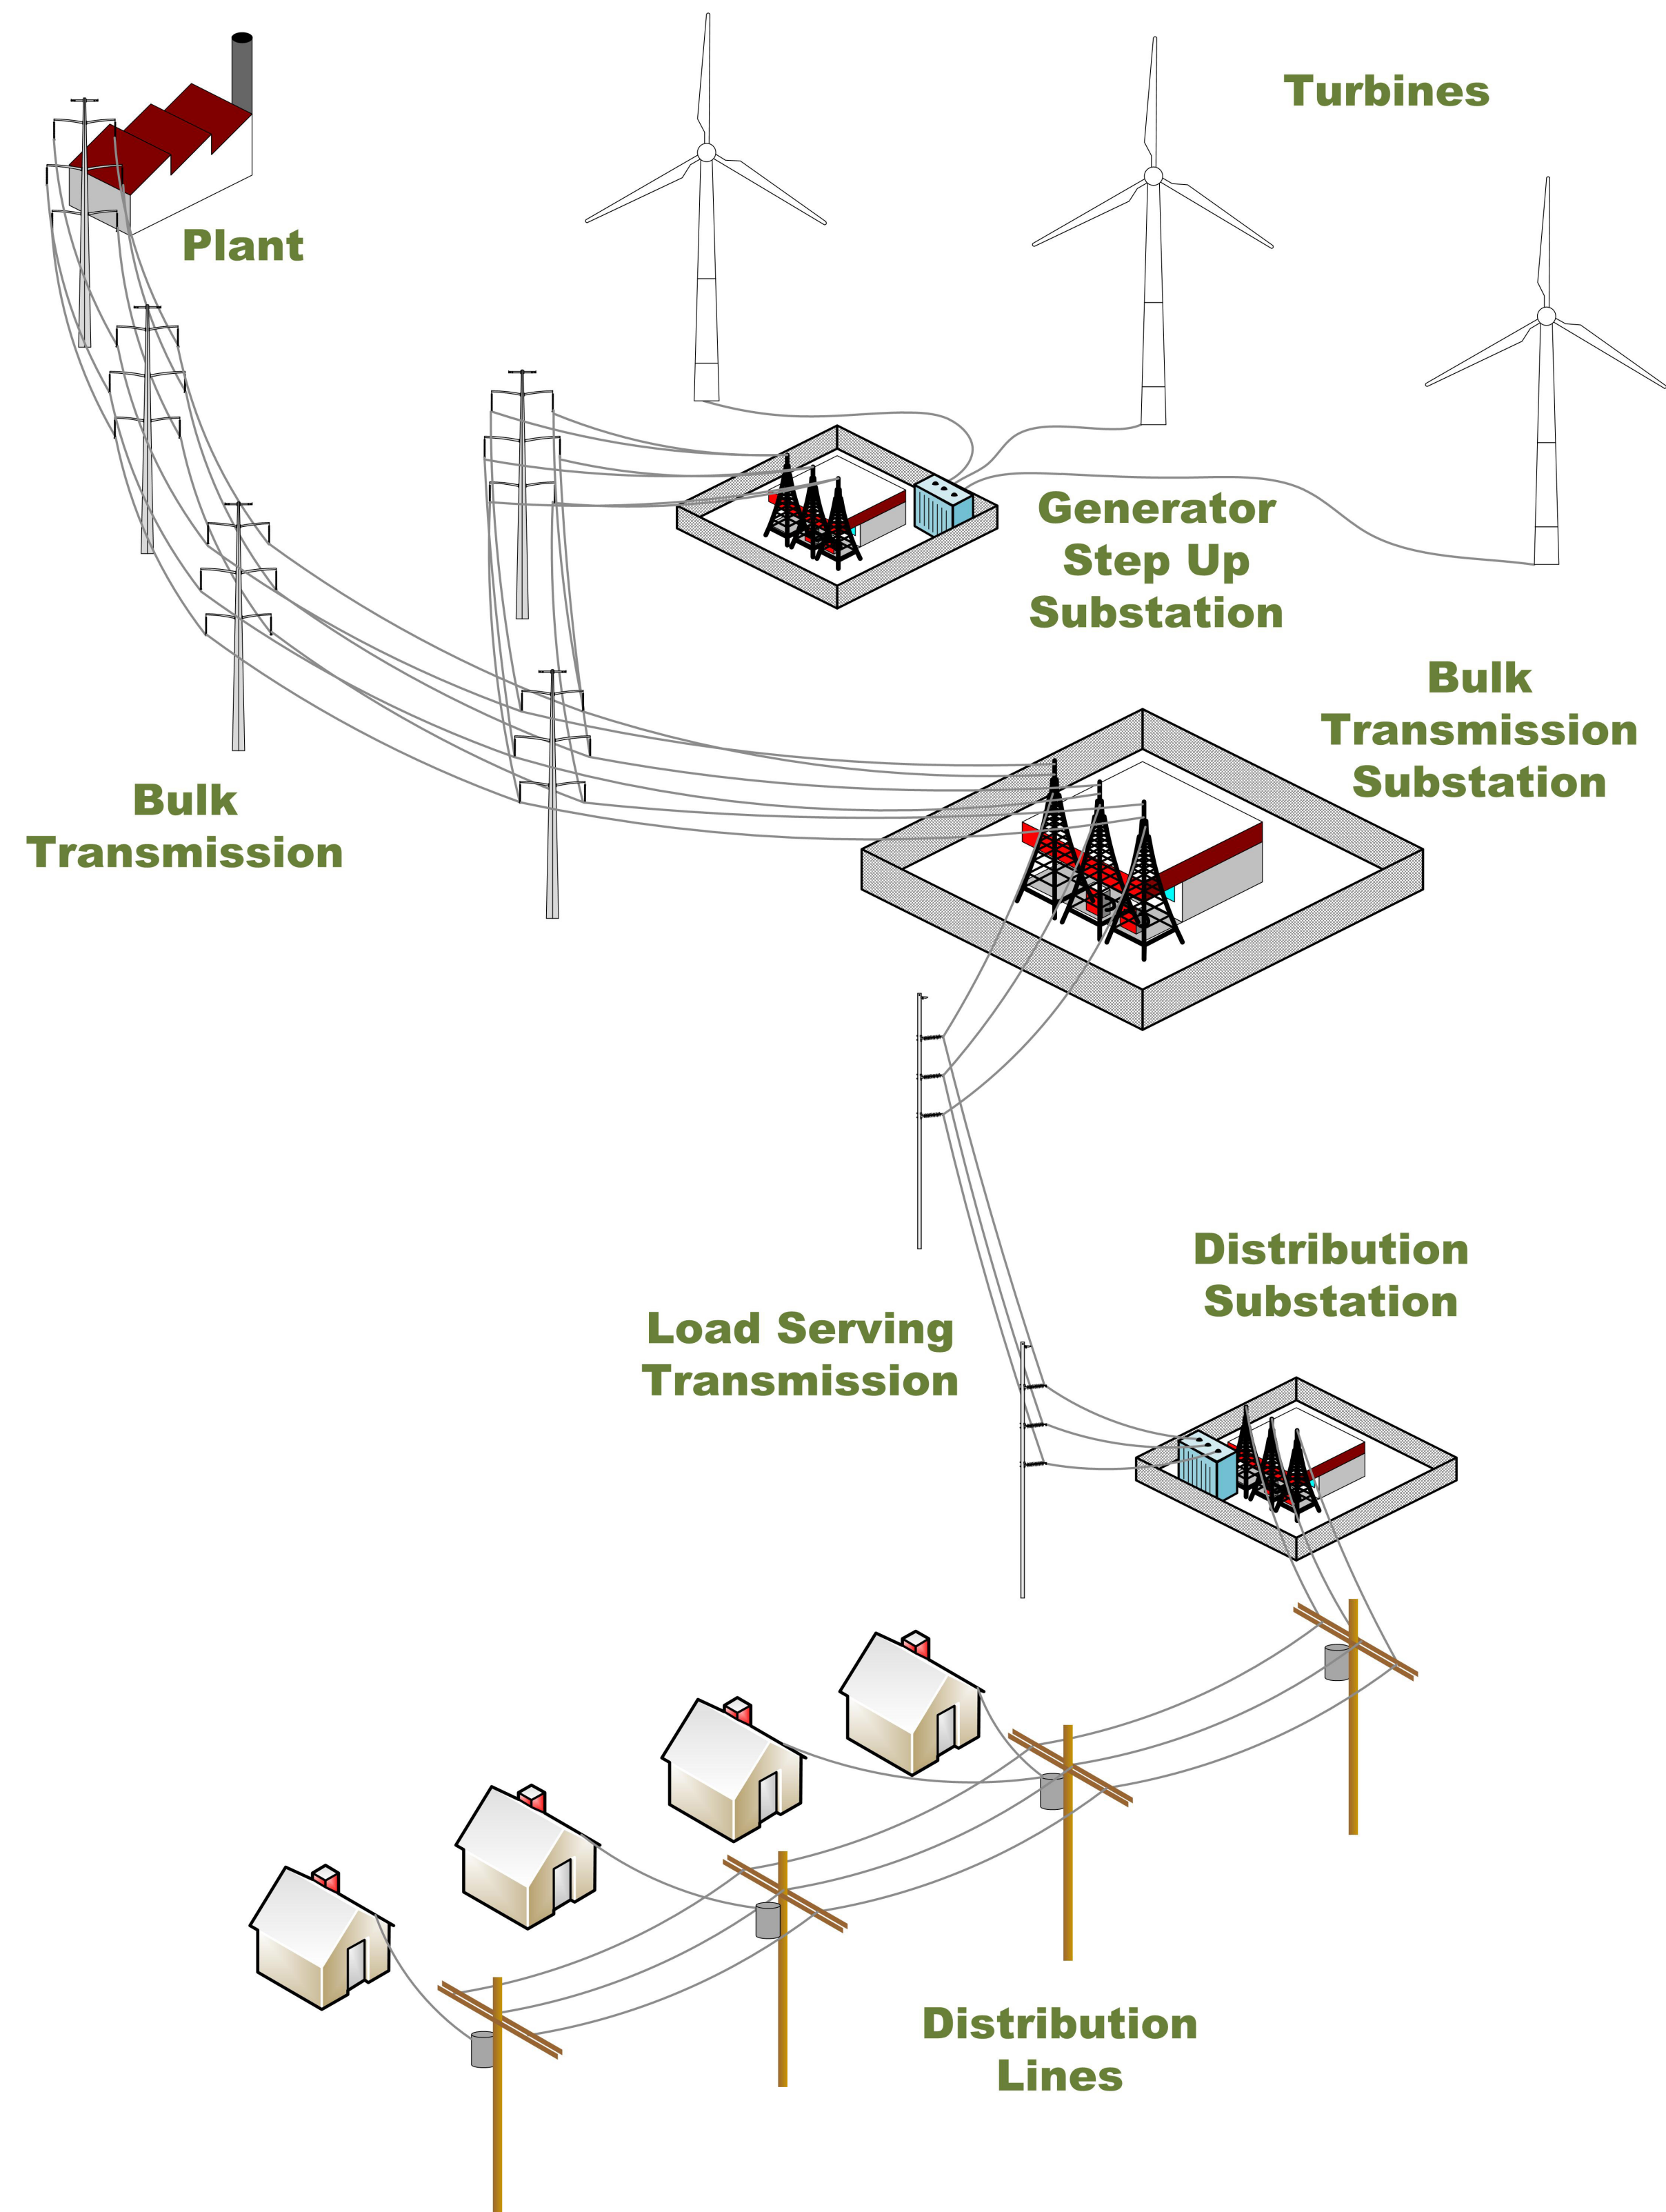 Turbines
Plant
Generator
Step Up
Substation
Bulk
Transmission
Substation
Bulk
Transmission
Distribution
Substation
Load Serving
Transmission
Distribution
Lines